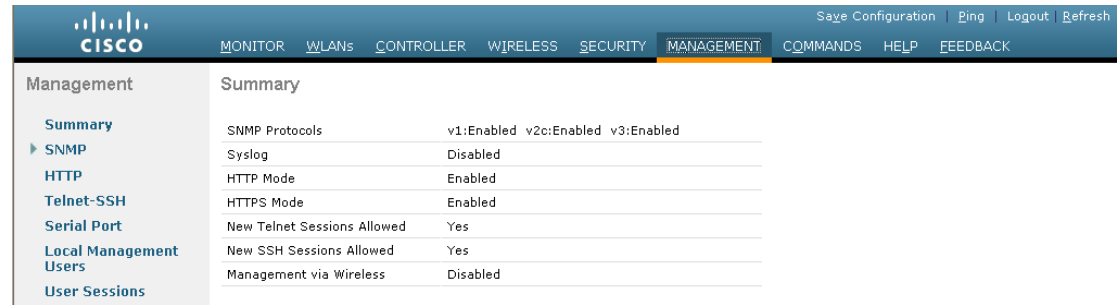 Save Configuration | Ping | Logout | Refresh
CISCO
MONITOR WLANs CONTROLLER WIRELESS SECURITY MANAGEMENT COMMANDS HELP FEEDBACK
Management
Summary
SNMP
HTTP
Telnet-SSH
Serial Port
Local Management
Users
User Sessions
Summary
SNMP Protocols v1:Enabled v2c:Enabled v3:Enabled
Syslog Disabled
HTTP Mode Enabled
HTTPS Mode Enabled
New Telnet Sessions Allowed Yes
New SSH Sessions Allowed Yes
Management via Wireless Disabled